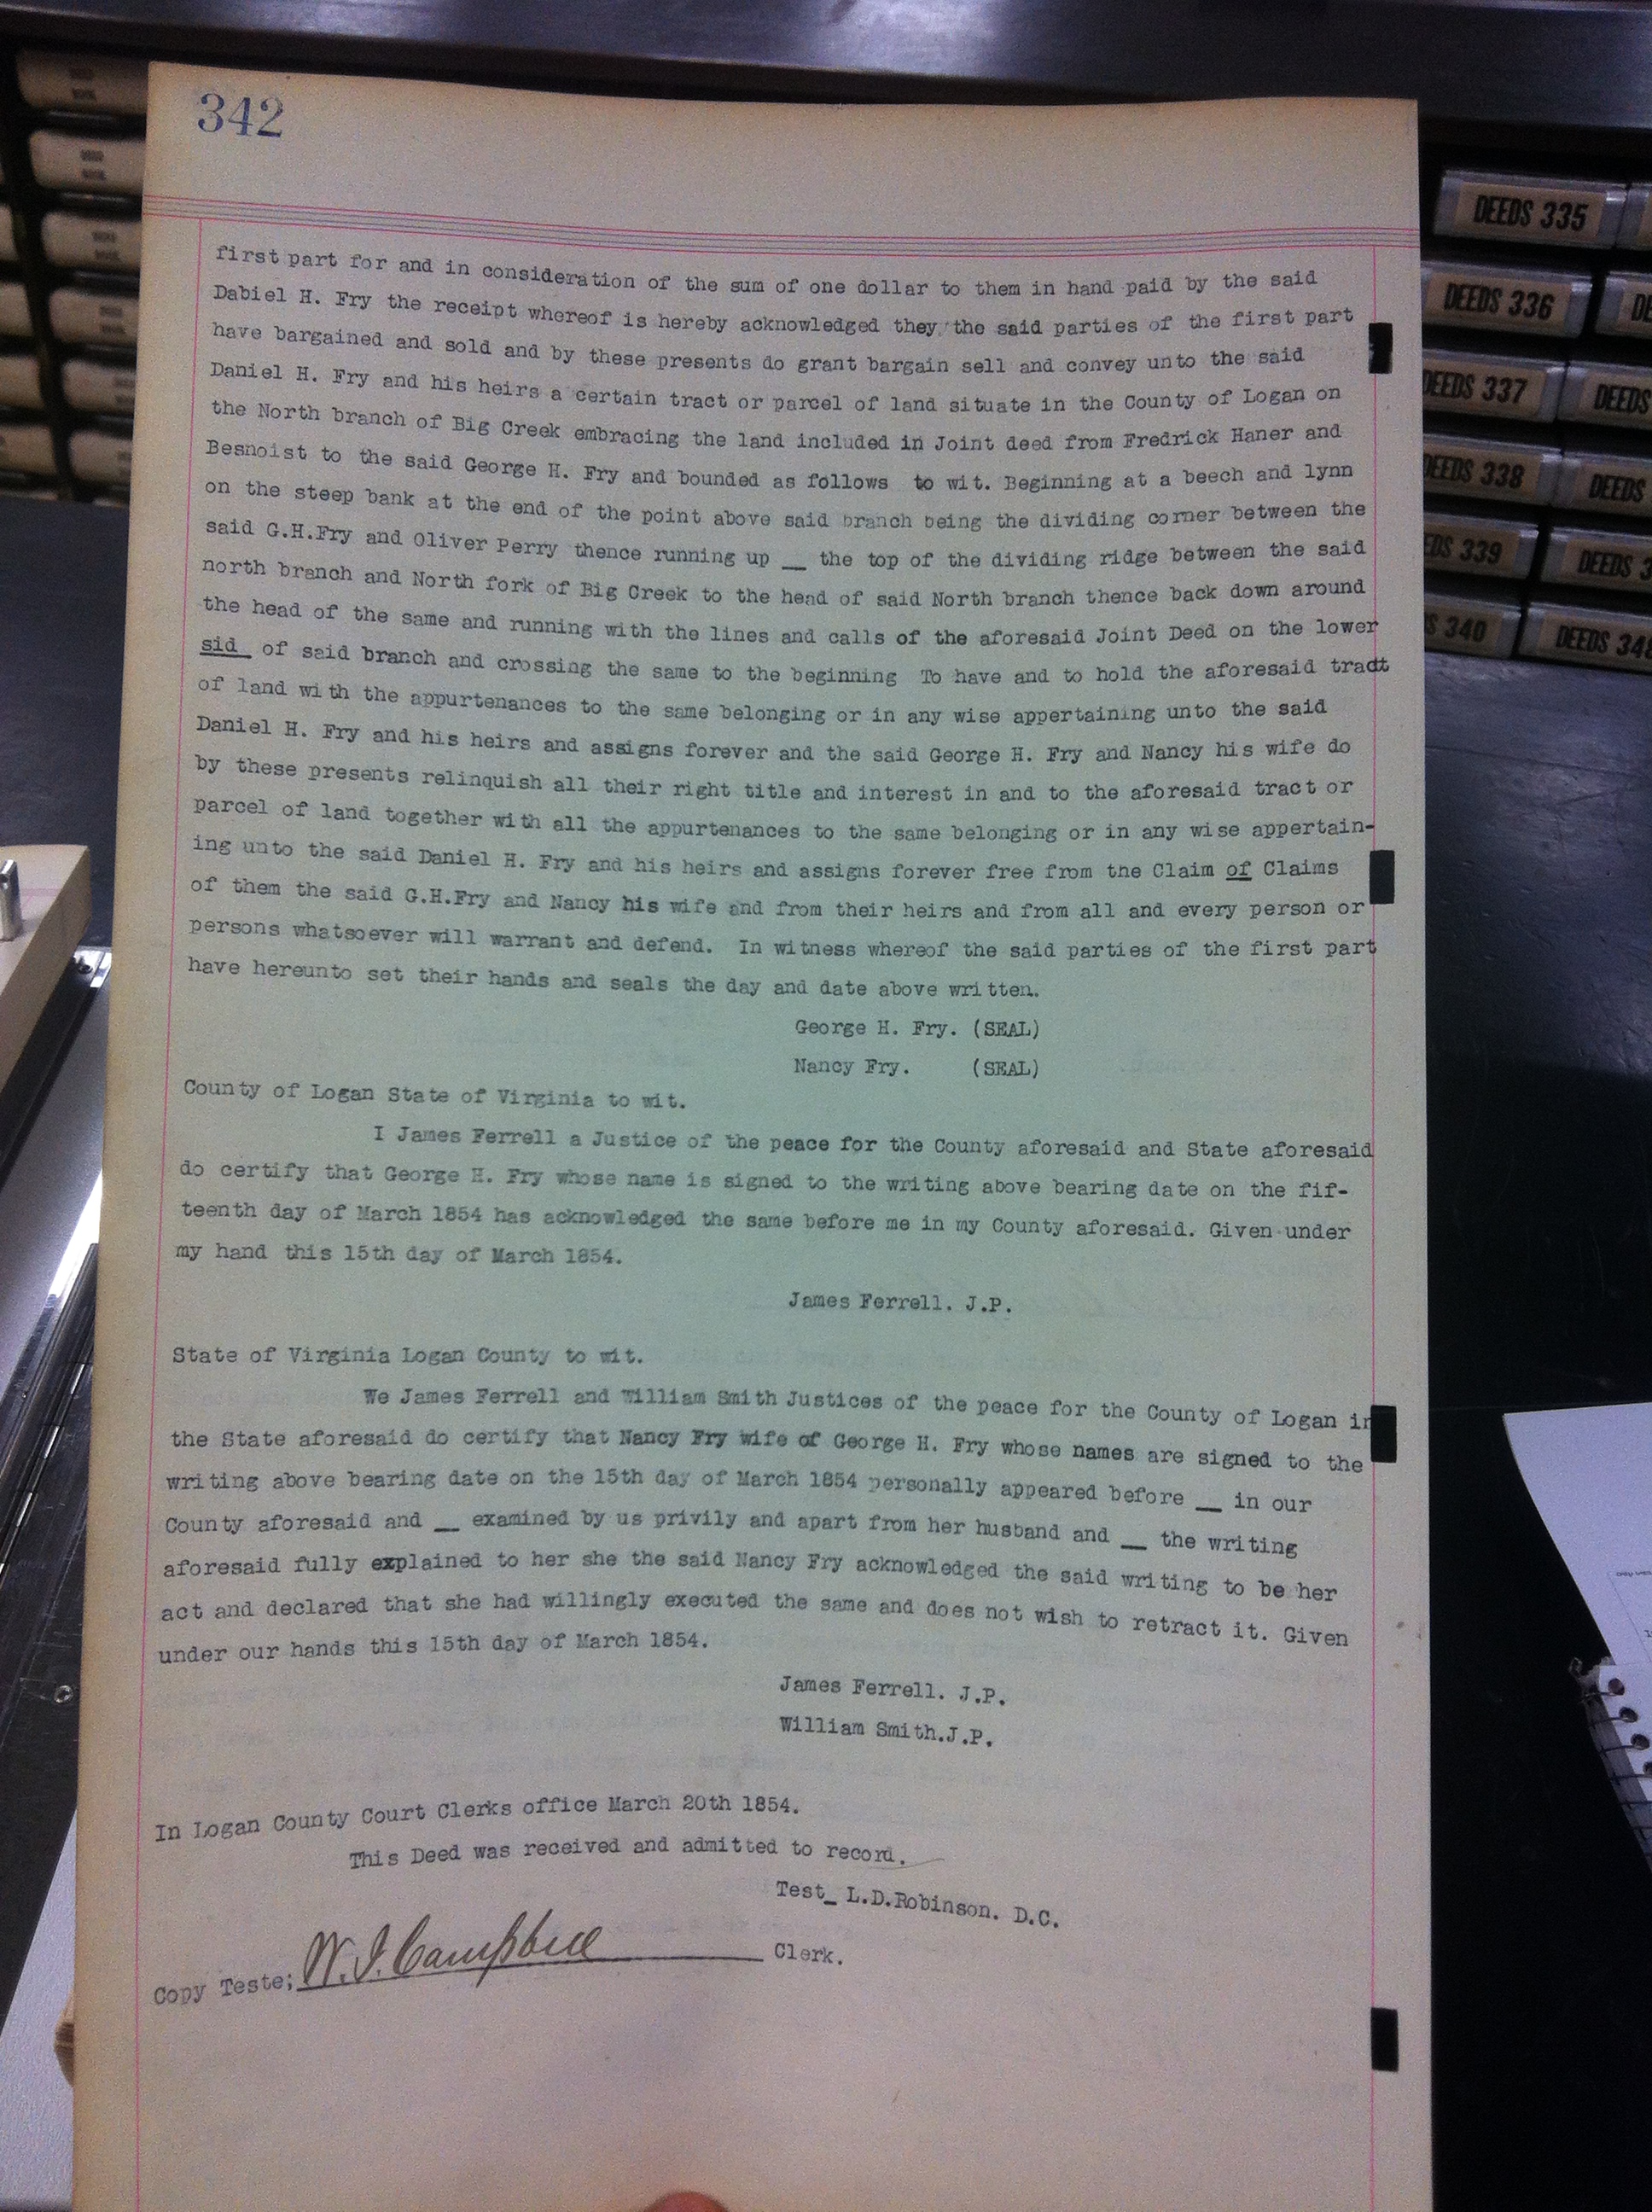 342
first part for and in consideration of the sum of one dollar to them in hand paid by the said
Dabiel H. Fry the receipt whereof is hereby acknowledged they the said parties of the first part
have bargained and sold and by these presents do grant bargain sell and convey unto the said
Daniel H. Fry and his heirs a certain tract or parcel of land situate in the County of Logan on
the North branch of Big Creek embracing the land included in Joint deed from Fredrick Haner and
Besnoist to the said George H. Fry and bounded as follows to wit. Beginning at a beech and lynn
on the steep bank at the end of the point above said branch being the dividing corner between the
said G.H.Fry and Oliver Perry thence running up __ the top of the dividing ridge between the said
north branch and North fork of Big Creek to the head of said North branch thence back down around
the head of the same and running with the lines and calls of the aforesaid Joint Deed on the lower
sid_ of said branch and crossing the same to the beginning To have and to hold the aforesaid tract
of land with the appurtenances to the same belonging or in any wise appertaining unto the said
Daniel H. Fry and his heirs and assigns forever and the said George H. Fry and Nancy his wife do
by these presents relinquish all their right title and interest in and to the aforesaid tract or
parcel of land together with all the appurtenances to the same belonging or in any wise appertain-
ing unto the said Daniel H. Fry and his heirs and assigns forever free from the Claim of Claims
of them the said G.H.Fry and Nancy his wife and from their heirs and from all and every person or
persons whatsoever will warrant and defend. In witness whereof the said parties of the first part
have hereunto set their hands and seals the day and date above written.
George H. Fry. (SEAL)
Nancy Fry. (SEAL)
County of Logan State of Virginia to wit.
I James Ferrell a Justice of the peace for the County aforesaid and State aforesaid
do certify that George H. Fry whose name is signed to the writing above bearing date on the fif-
teenth day of March 1854 has acknowledged the same before me in my County aforesaid. Given under
my hand this 15th day of March 1854.
James Ferrell. J.P.
State of Virginia Logan County to wit.
We James Ferrell and William Smith Justices of the peace for the County of Logan in
the State aforesaid do certify that Nancy Fry wife of George H. Fry whose names are signed to the
writing above bearing date on the 15th day of March 1854 personally appeared before __ in our
County aforesaid and __ examined by us privily and apart from her husband and __ the writing
aforesaid fully explained to her she the said Nancy Fry acknowledged the said writing to be her
act and declared that she had willingly executed the same and does not wish to retract it. Given
under our hands this 15th day of March 1854.
James Ferrell. J.P.
William Smith.J.P.
In Logan County Court Clerks office March 20th 1854.
This Deed was received and admitted to record.
Test_ L.D.Robinson. D.C.
Copy Teste; W.I. Campbell Clerk.
DEEDS 335
DEEDS 336
DEEDS 337
DEEDS
DEEDS 338
DEEDS
EDS 339
DEEDS 3
S 340
DEEDS 348